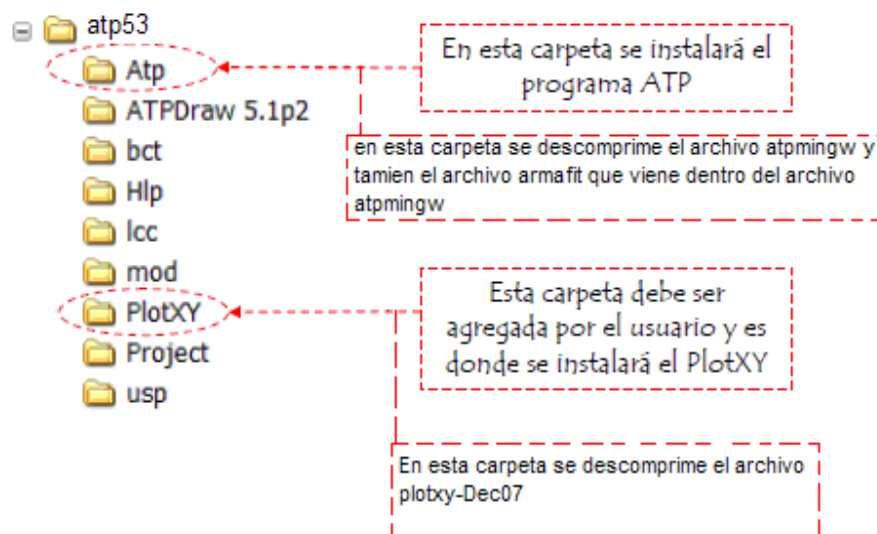 atp53
Atp
ATPDraw 5.1p2
bct
Hlp
lcc
mod
PlotXY
Project
usp
En esta carpeta se instalará el
programa ATP
en esta carpeta se descomprime el archivo atpmingw y
tamien el archivo armafit que viene dentro del archivo
atpmingw
Esta carpeta debe ser
agregada por el usuario y es
donde se instalará el PlotXY
En esta carpeta se descomprime el archivo
plotxy-Dec07